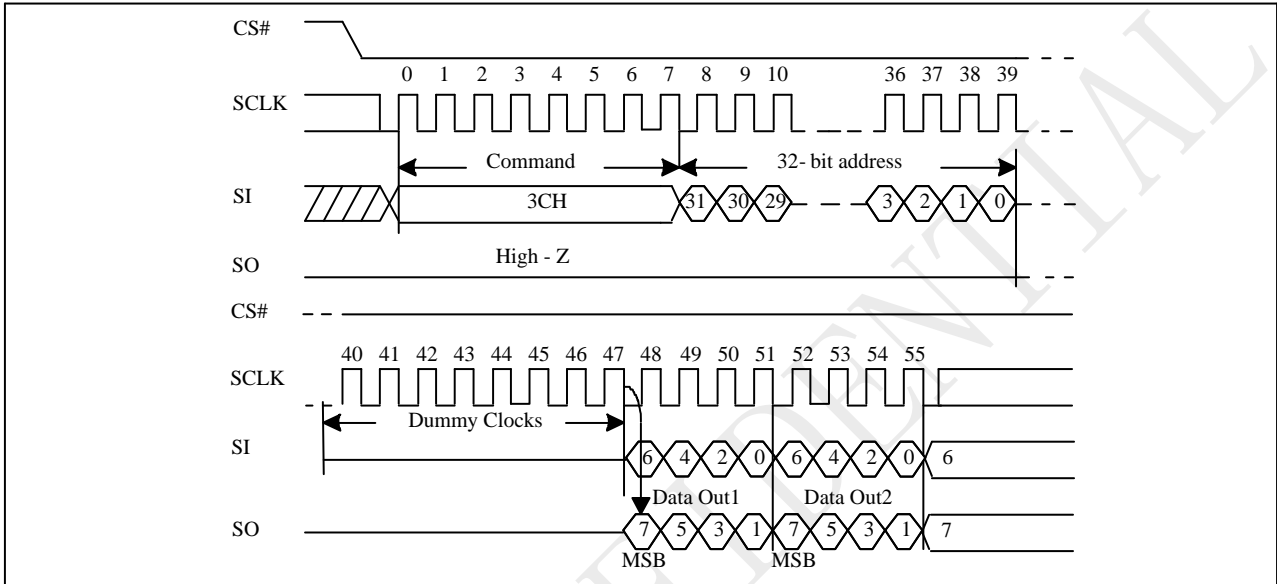 CS#
0 1 2 3 4 5 6 7 8 9 10 36 37 38 39
SCLK
Command 32- bit address
SI 3CH 31 30 29 3 2 1 0
High - Z
SO
CS#
40 41 42 43 44 45 46 47 48 49 50 51 52 53 54 55
SCLK
Dummy Clocks
SI 6 4 2 0 6 4 2 0 6
Data Out1 Data Out2
SO 7 5 3 1 7 5 3 1 7
MSB MSB
IDENTIAL